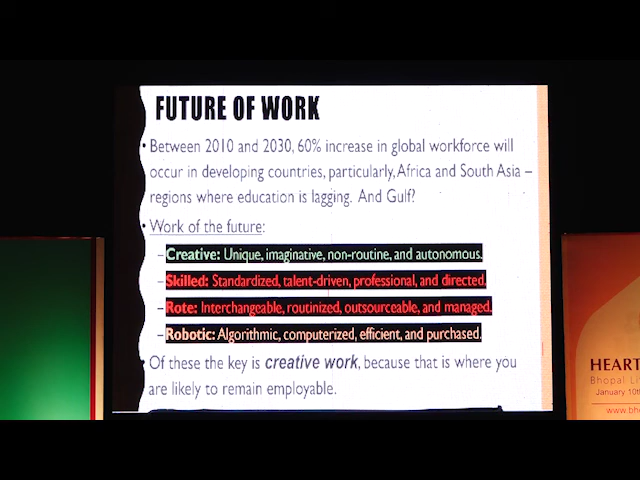 FUTURE OF WORK
• Between 2010 and 2030, 60% increase in global workforce will
occur in developing countries, particularly, Africa and South Asia –
regions where education is lagging. And Gulf?
• Work of the future:
–Creative: Unique, imaginative, non-routine, and autonomous.
–Skilled: Standardized, talent-driven, professional, and directed.
–Rote: Interchangeable, routinized, outsourceable, and managed.
–Robotic: Algorithmic, computerized, efficient, and purchased.
• Of these the key is creative work, because that is where you
are likely to remain employable.
HEART
Bhopal Li
January 10th
www.bh